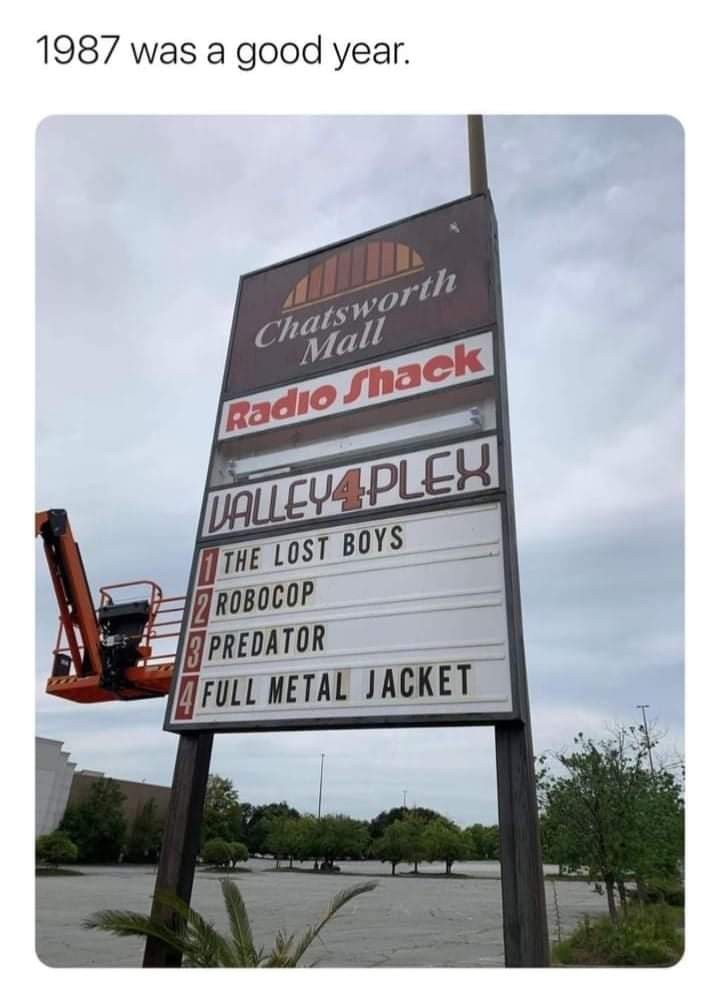 1987 was a good year.
Chatsworth
Mall
Radio Shack
VALLEY4PLEX
1 THE LOST BOYS
2 ROBOCOP
3 PREDATOR
4 FULL METAL JACKET